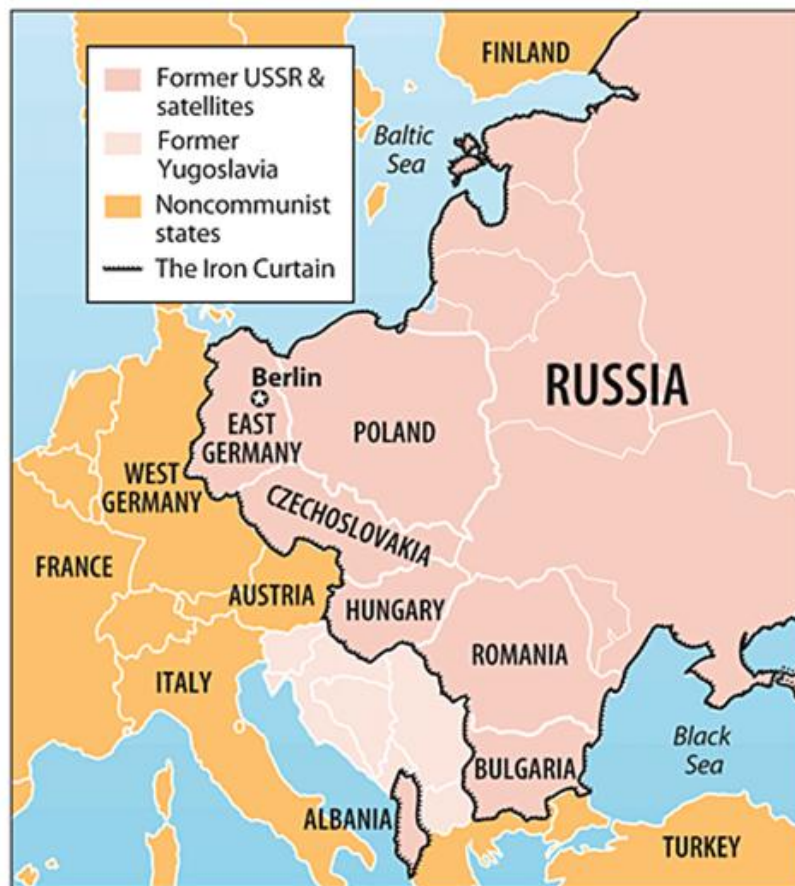 Former USSR &
satellites
Former
Yugoslavia
Noncommunist
states
The Iron Curtain
FINLAND
Baltic
Sea
RUSSIA
Berlin
EAST
GERMANY
POLAND
WEST
GERMANY
CZECHOSLOVAKIA
FRANCE
AUSTRIA
HUNGARY
ROMANIA
ITALY
Black
Sea
BULGARIA
ALBANIA
TURKEY